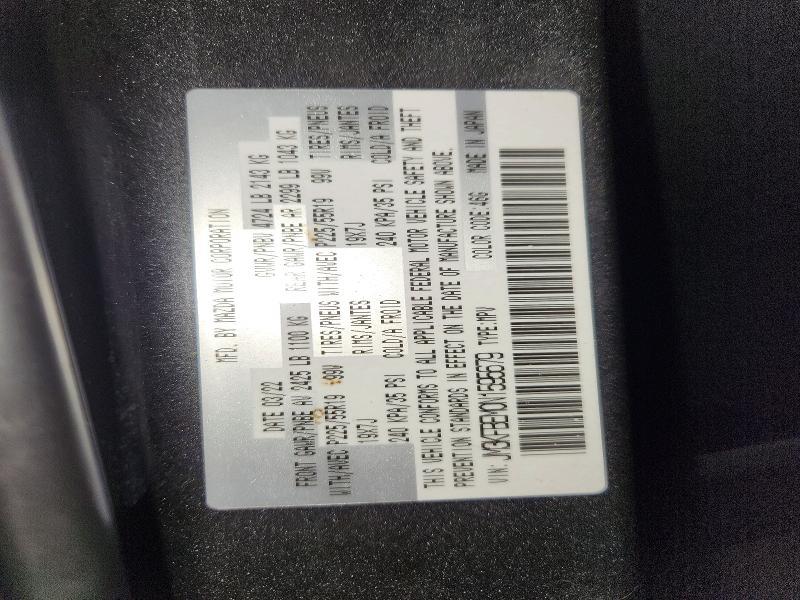 MFD. BY MAZDA MOTOR CORPORATION
DATE 03/22 GVWR/PNBV 4724 LB 2143 KG
FRONT GAWR/PNBE AV 2425 LB 1100 KG REAR GAWR/PNBE AR 2299 LB 1043 KG
WITH/AVEC P225/55R19 99V TIRES/PNEUS WITH/AVEC P225/55R19 99V TIRES/PNEUS
19X7J RIMS/JANTES 19X7J RIMS/JANTES
240 KPA/35 PSI COLD/A FROID 240 KPA/35 PSI COLD/A FROID
THIS VEHICLE CONFORMS TO ALL APPLICABLE FEDERAL MOTOR VEHICLE SAFETY AND THEFT
PREVENTION STANDARDS IN EFFECT ON THE DATE OF MANUFACTURE SHOWN ABOVE.
VIN: TYPE:MPV COLOR CODE:46G MADE IN JAPAN